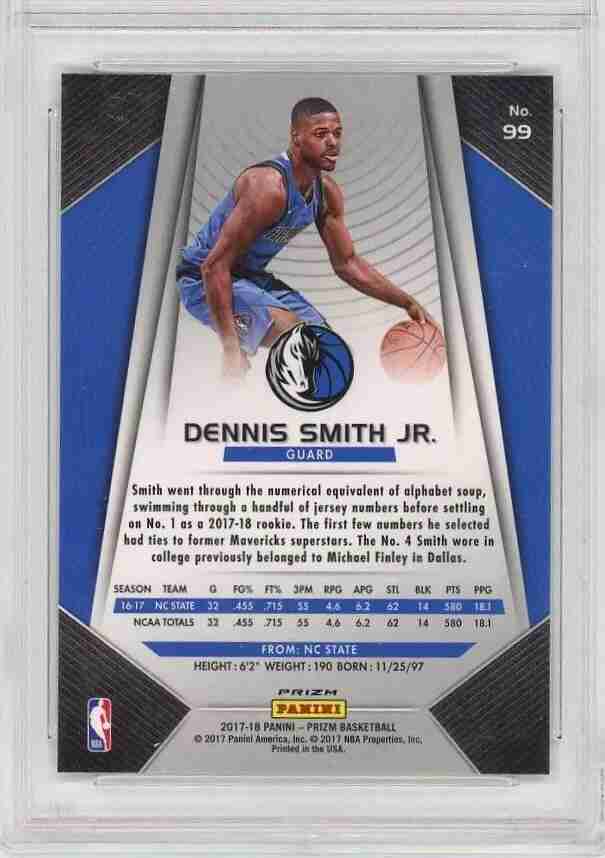 No.
99
DENNIS SMITH JR.
GUARD
Smith went through the numerical equivalent of alphabet soup,
swimming through a handful of jersey numbers before settling
on No. 1 as a 2017-18 rookie. The first few numbers he selected
had ties to former Mavericks superstars. The No. 4 Smith wore in
college previously belonged to Michael Finley in Dallas.
SEASON TEAM G FG% FT% 3PM RPG APG STL BLK PTS PPG
16-17 NC STATE 32 .455 .715 55 4.6 6.2 62 14 580 18.1
NCAA TOTALS 32 .455 .715 55 4.6 6.2 62 14 580 18.1
FROM: NC STATE
HEIGHT: 6'2" WEIGHT: 190 BORN: 11/25/97
PRIZM
PANINI
2017-18 PANINI – PRIZM BASKETBALL
© 2017 Panini America, Inc. © 2017 NBA Properties, Inc.
Printed in the USA.
NBA